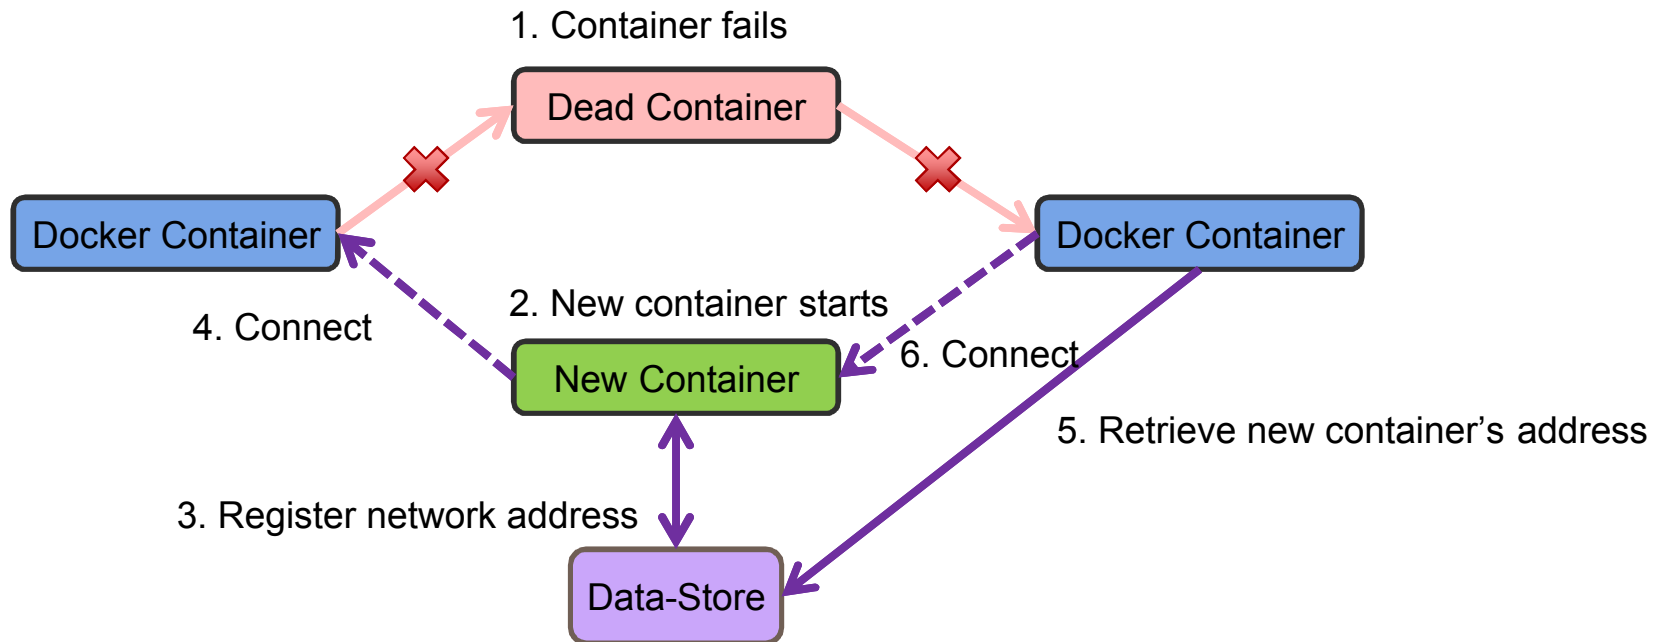 1. Container fails
Dead Container
Docker Container
Docker Container
2. New container starts
4. Connect
6. Connect
New Container
5. Retrieve new container’s address
3. Register network address
Data-Store